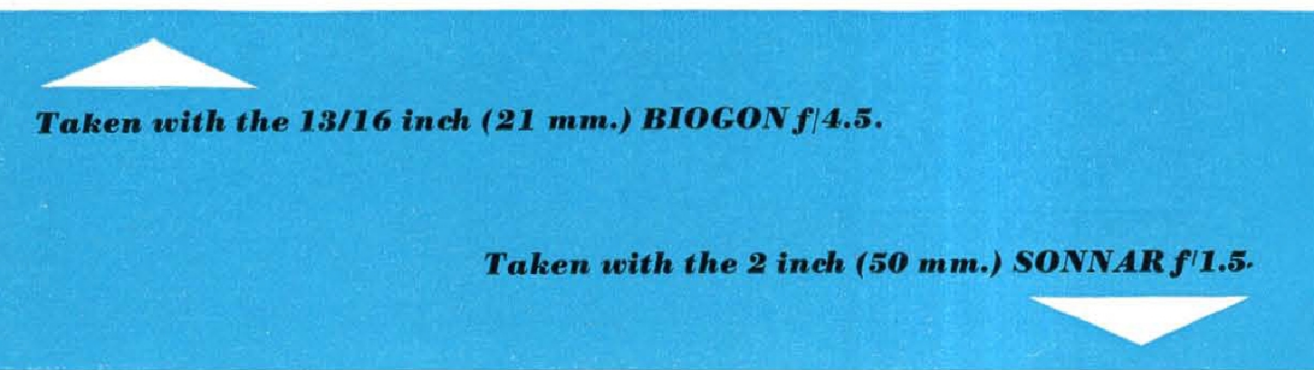 Taken with the 13/16 inch (21 mm.) BIOGON f/4.5.
Taken with the 2 inch (50 mm.) SONNAR f/1.5.